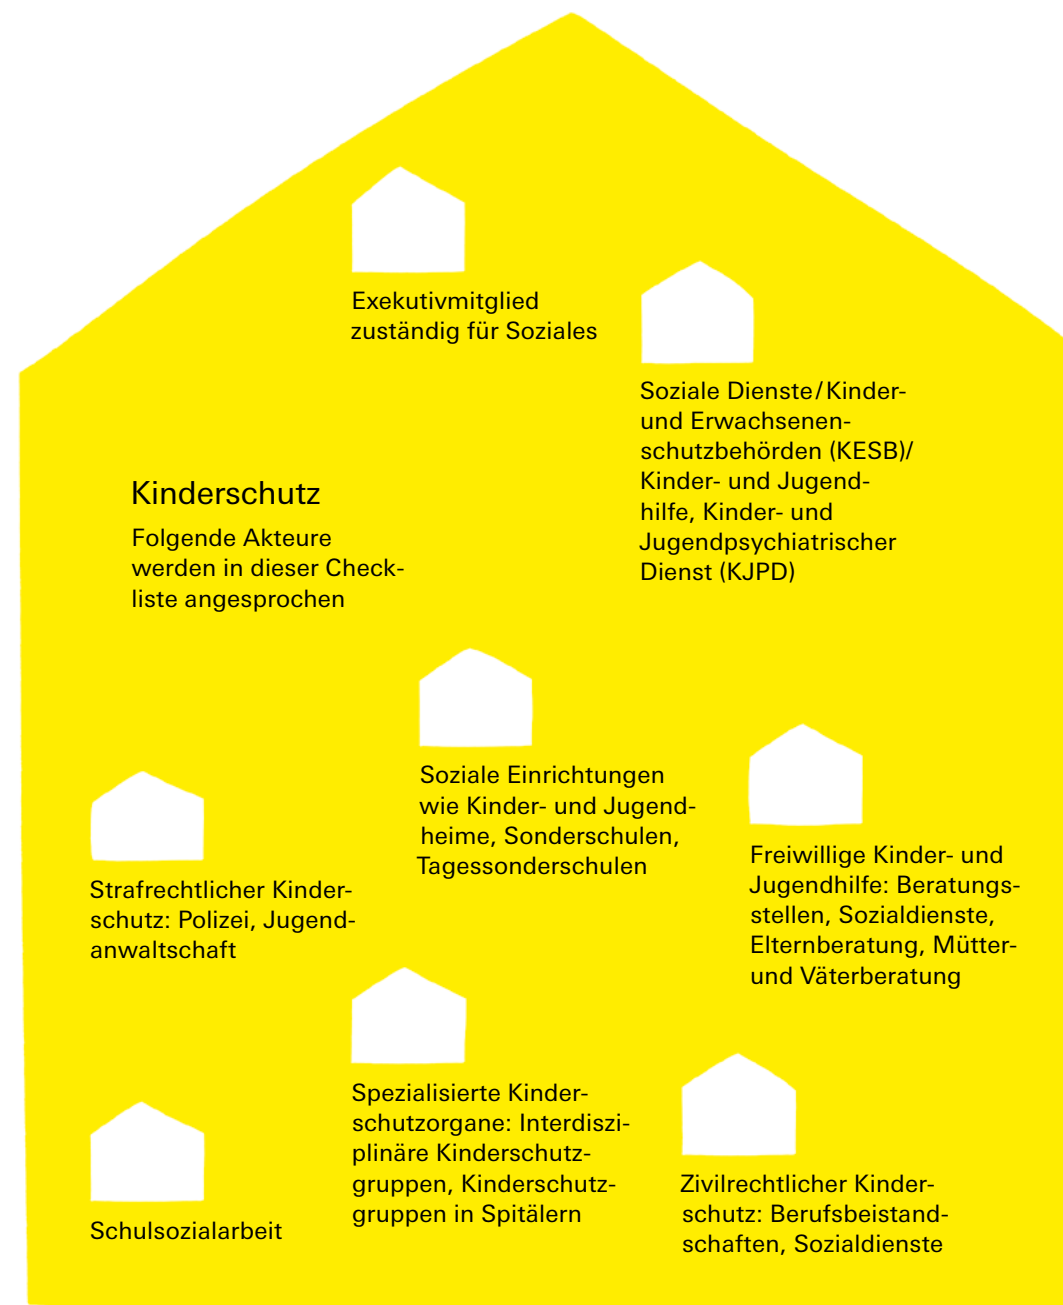 Exekutivmitglied
zuständig für Soziales
Soziale Dienste/Kinder-
und Erwachsenen-
schutzbehörden (KESB)/
Kinder- und Jugend-
hilfe, Kinder- und
Jugendpsychiatrischer
Dienst (KJPD)
Kinderschutz
Folgende Akteure
werden in dieser Check-
liste angesprochen
Soziale Einrichtungen
wie Kinder- und Jugend-
heime, Sonderschulen,
Tagessonderschulen
Freiwillige Kinder- und
Jugendhilfe: Beratungs-
stellen, Sozialdienste,
Elternberatung, Mütter-
und Väterberatung
Strafrechtlicher Kinder-
schutz: Polizei, Jugend-
anwaltschaft
Spezialisierte Kinder-
schutzorgane: Interdiszi-
plinäre Kinderschutz-
gruppen, Kinderschutz-
gruppen in Spitälern
Zivilrechtlicher Kinder-
schutz: Berufsbeistand-
schaften, Sozialdienste
Schulsozialarbeit